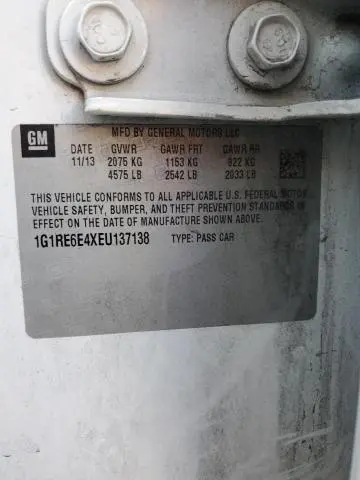 GM
MFD BY GENERAL MOTORS LLC
DATE GVWR GAWR FRT GAWR RR
11/13 2075 KG 1153 KG 922 KG
4575 LB 2542 LB 2033 LB
THIS VEHICLE CONFORMS TO ALL APPLICABLE U.S. FEDERAL MOTOR
VEHICLE SAFETY, BUMPER, AND THEFT PREVENTION STANDARDS IN
EFFECT ON THE DATE OF MANUFACTURE SHOWN ABOVE.
1G1RE6E4XEU137138 TYPE: PASS CAR